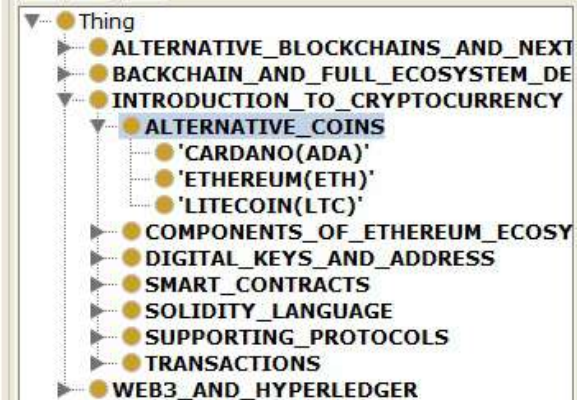 Thing
ALTERNATIVE_BLOCKCHAINS_AND_NEXT
BACKCHAIN_AND_FULL_ECOSYSTEM_DE
INTRODUCTION_TO_CRYPTOCURRENCY
ALTERNATIVE_COINS
'CARDANO(ADA)'
'ETHEREUM(ETH)'
'LITECOIN(LTC)'
COMPONENTS_OF_ETHEREUM_ECOSY
DIGITAL_KEYS_AND_ADDRESS
SMART_CONTRACTS
SOLIDITY_LANGUAGE
SUPPORTING_PROTOCOLS
TRANSACTIONS
WEB3_AND_HYPERLEDGER